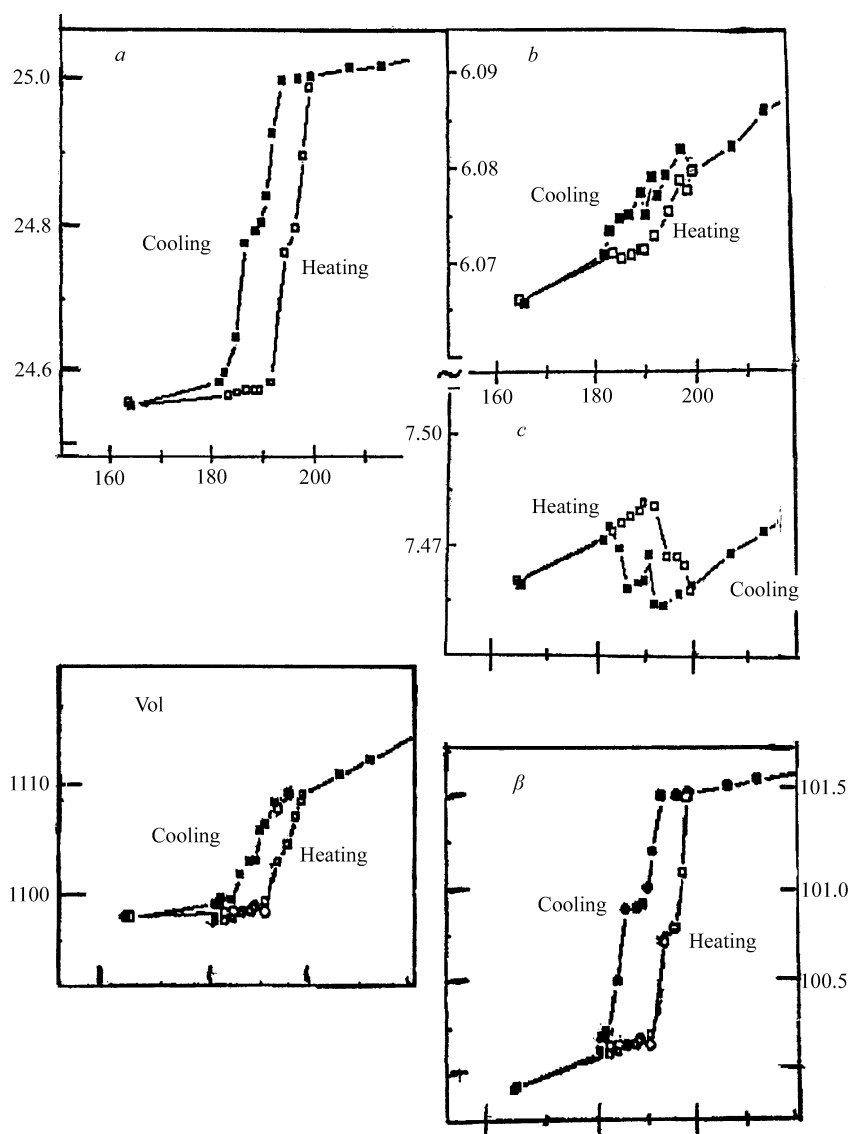 a
25.0
24.8
24.6
Cooling
Heating
160 180 200
b
6.09
6.08
6.07
Cooling
Heating
160 180 200
c
7.50
7.47
Heating
Cooling
Vol
1110
1100
Cooling
Heating
β
101.5
101.0
100.5
Cooling
Heating